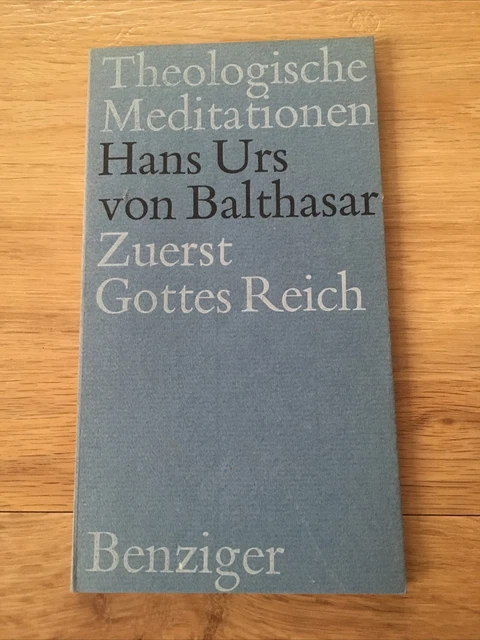 Theologische
Meditationen
Hans Urs
von Balthasar
Zuerst
Gottes Reich
Benziger